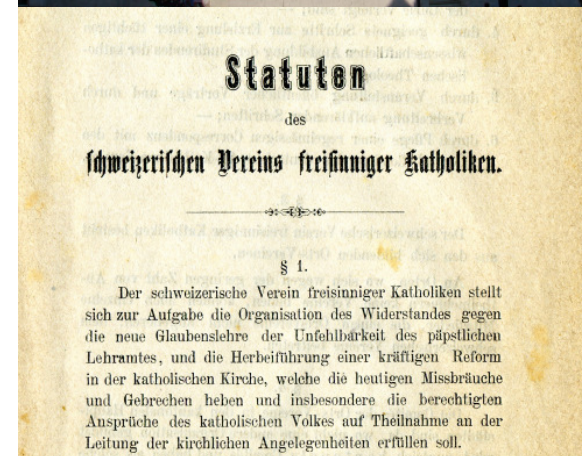 Statuten
des
schweizerischen Vereins freisinniger Katholiken.
§ 1.
Der schweizerische Verein freisinniger Katholiken stellt
sich zur Aufgabe die Organisation des Widerstandes gegen
die neue Glaubenslehre der Unfehlbarkeit des päpstlichen
Lehramtes, und die Herbeiführung einer kräftigen Reform
in der katholischen Kirche, welche die heutigen Missbräuche
und Gebrechen heben und insbesondere die berechtigten
Ansprüche des katholischen Volkes auf Theilnahme an der
Leitung der kirchlichen Angelegenheiten erfüllen soll.